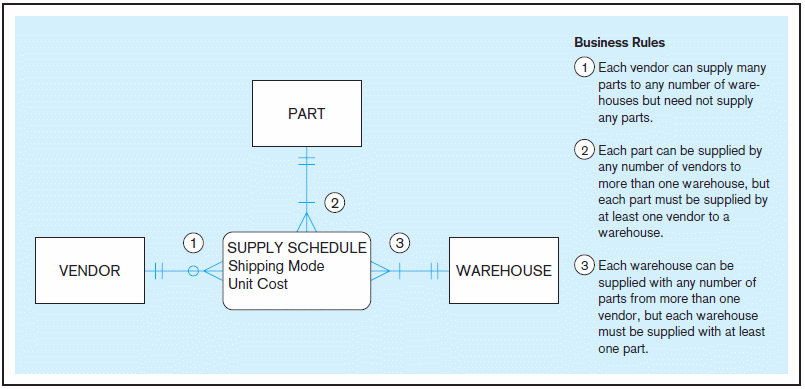 Business Rules
1 Each vendor can supply many
parts to any number of ware-
houses but need not supply
any parts.
2 Each part can be supplied by
any number of vendors to
more than one warehouse, but
each part must be supplied by
at least one vendor to a
warehouse.
3 Each warehouse can be
supplied with any number of
parts from more than one
vendor, but each warehouse
must be supplied with at least
one part.
PART
2
1
3
VENDOR
SUPPLY SCHEDULE
Shipping Mode
Unit Cost
WAREHOUSE